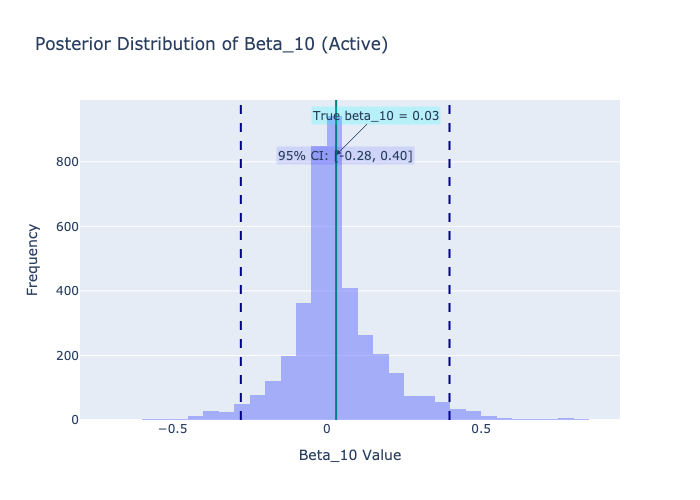 Posterior Distribution of Beta_10 (Active)
True beta_10 = 0.03
95% CI: [-0.28, 0.40]
800
600
400
200
0
Frequency
−0.5
0
0.5
Beta_10 Value